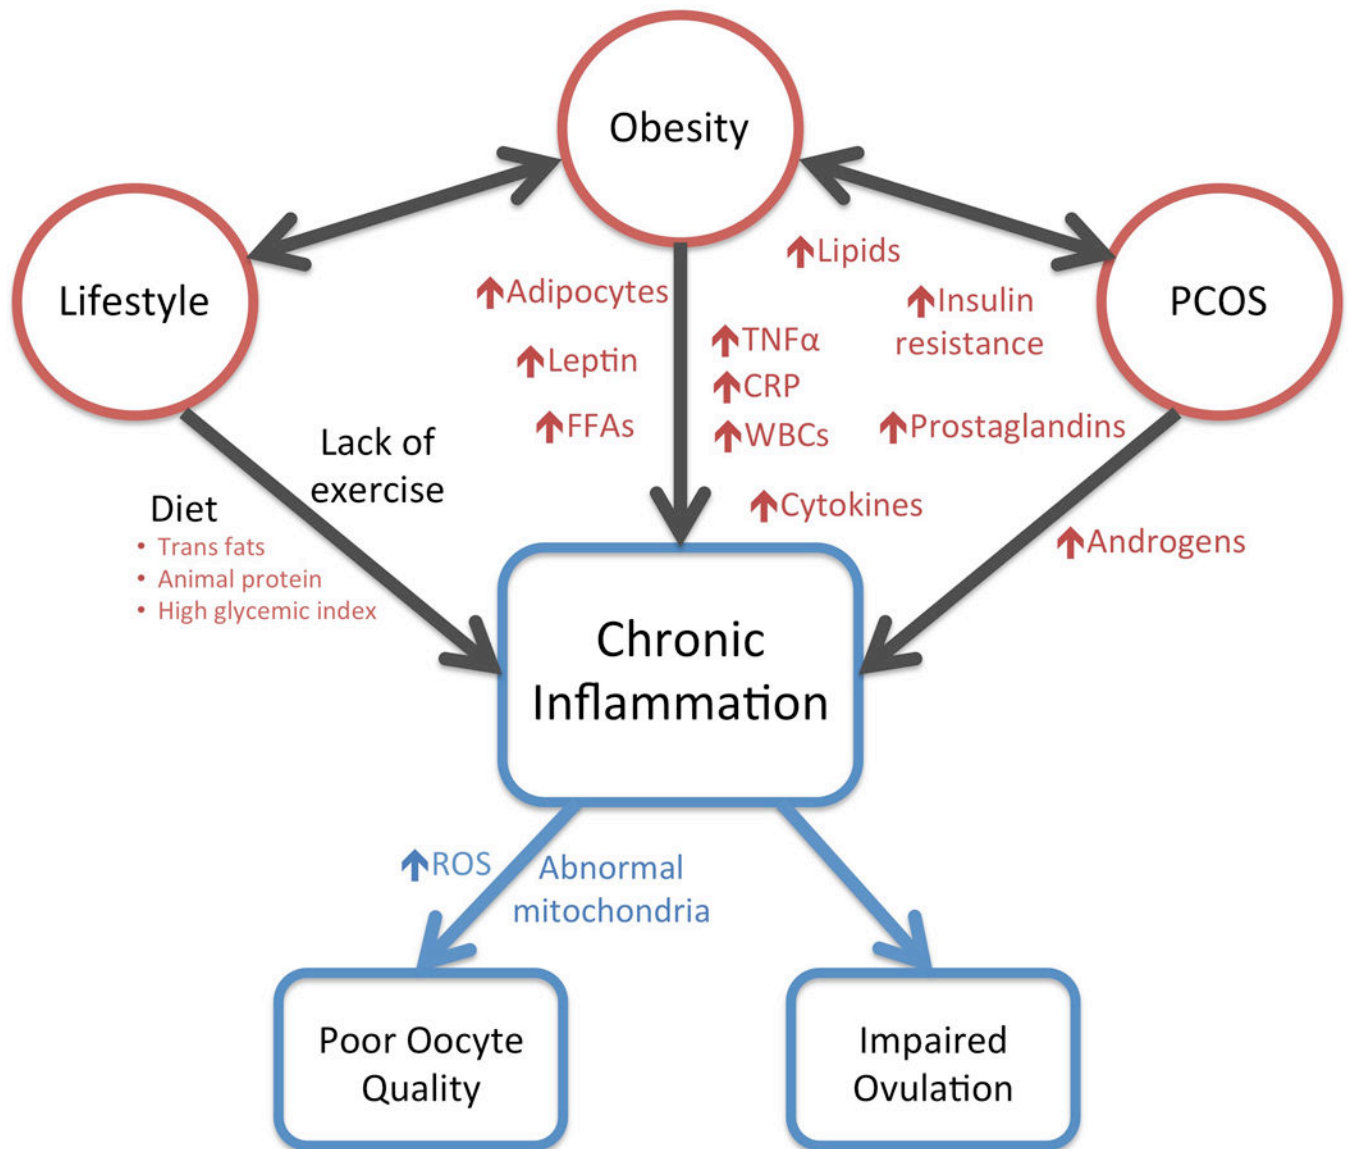 Obesity
Lifestyle
PCOS
↑Lipids
↑Adipocytes
↑Insulin
resistance
↑TNFα
↑Leptin
↑CRP
↑FFAs
↑WBCs
↑Prostaglandins
Lack of
exercise
↑Cytokines
Diet
• Trans fats
• Animal protein
• High glycemic index
↑Androgens
Chronic
Inflammation
↑ROS
Abnormal
mitochondria
Poor Oocyte
Quality
Impaired
Ovulation